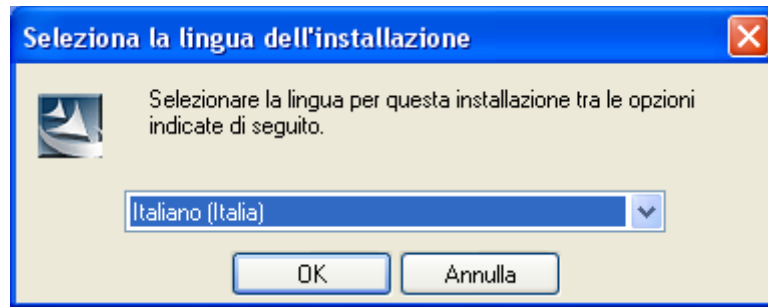 Seleziona la lingua dell'installazione
Selezionare la lingua per questa installazione tra le opzioni
indicate di seguito.
Italiano (Italia)
OK Annulla